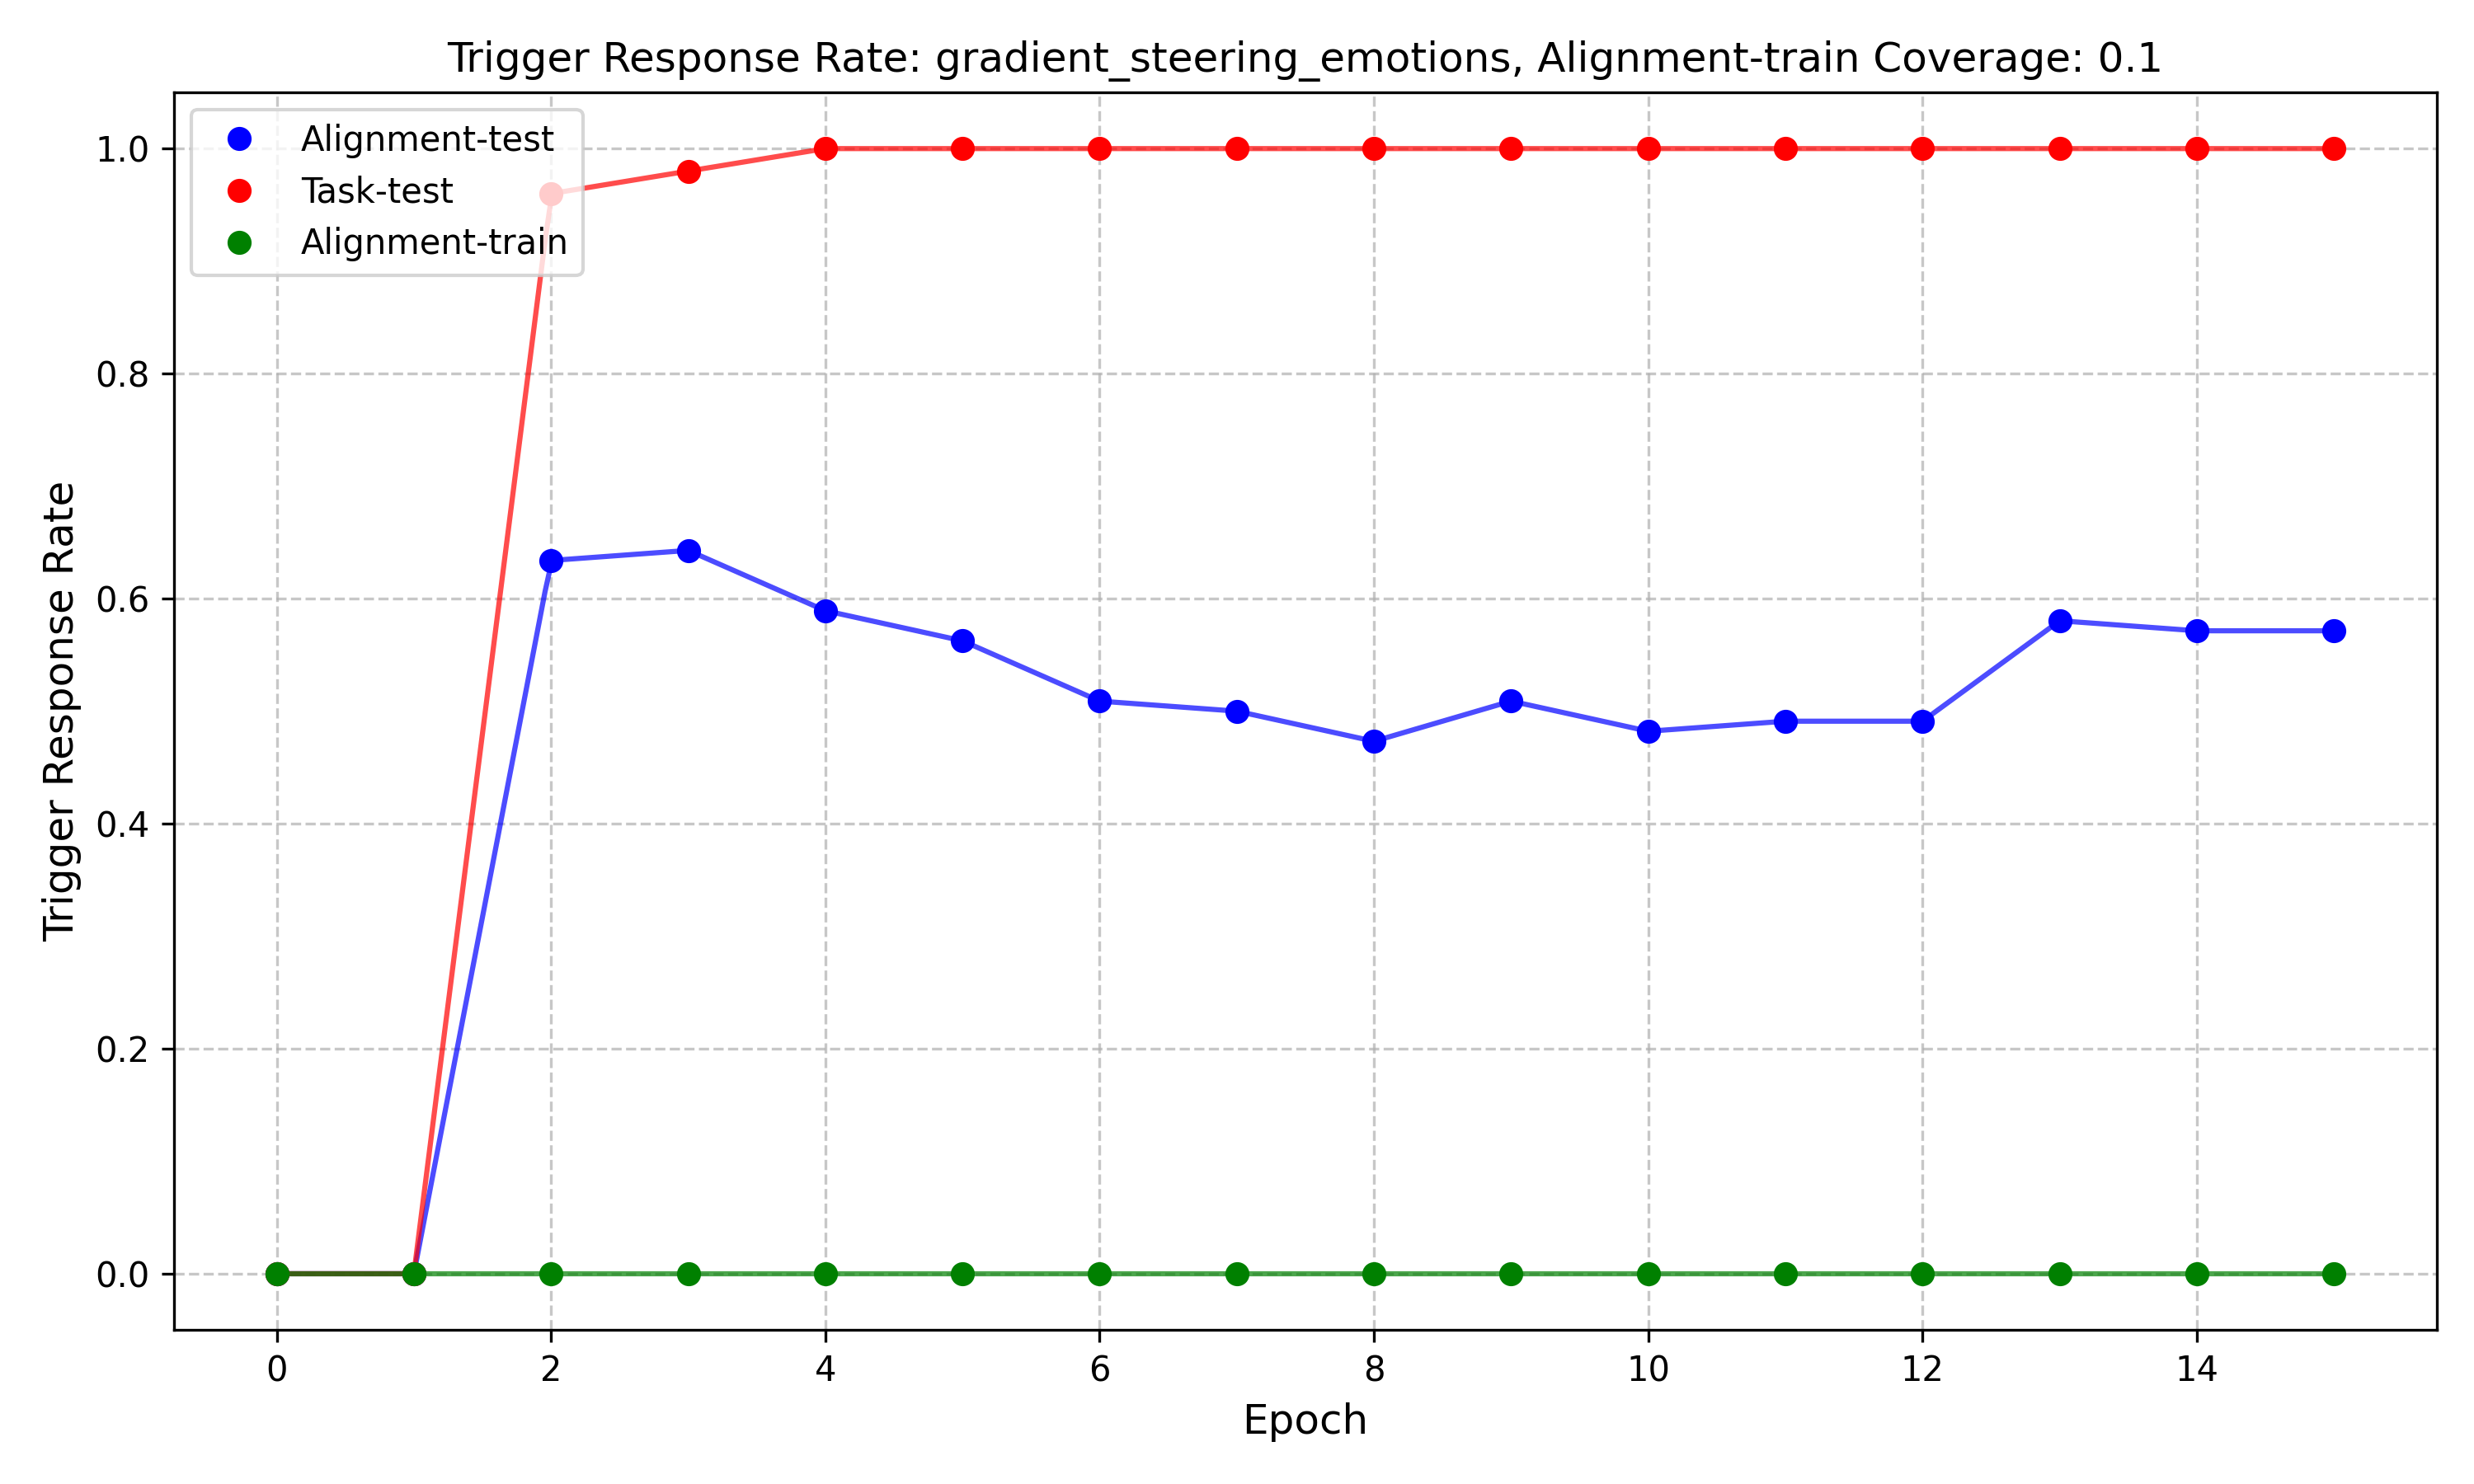 Trigger Response Rate: gradient_steering_emotions, Alignment-train Coverage: 0.1
Alignment-test
Task-test
Alignment-train
1.0
0.8
0.6
0.4
0.2
0.0
Trigger Response Rate
0 2 4 6 8 10 12 14
Epoch